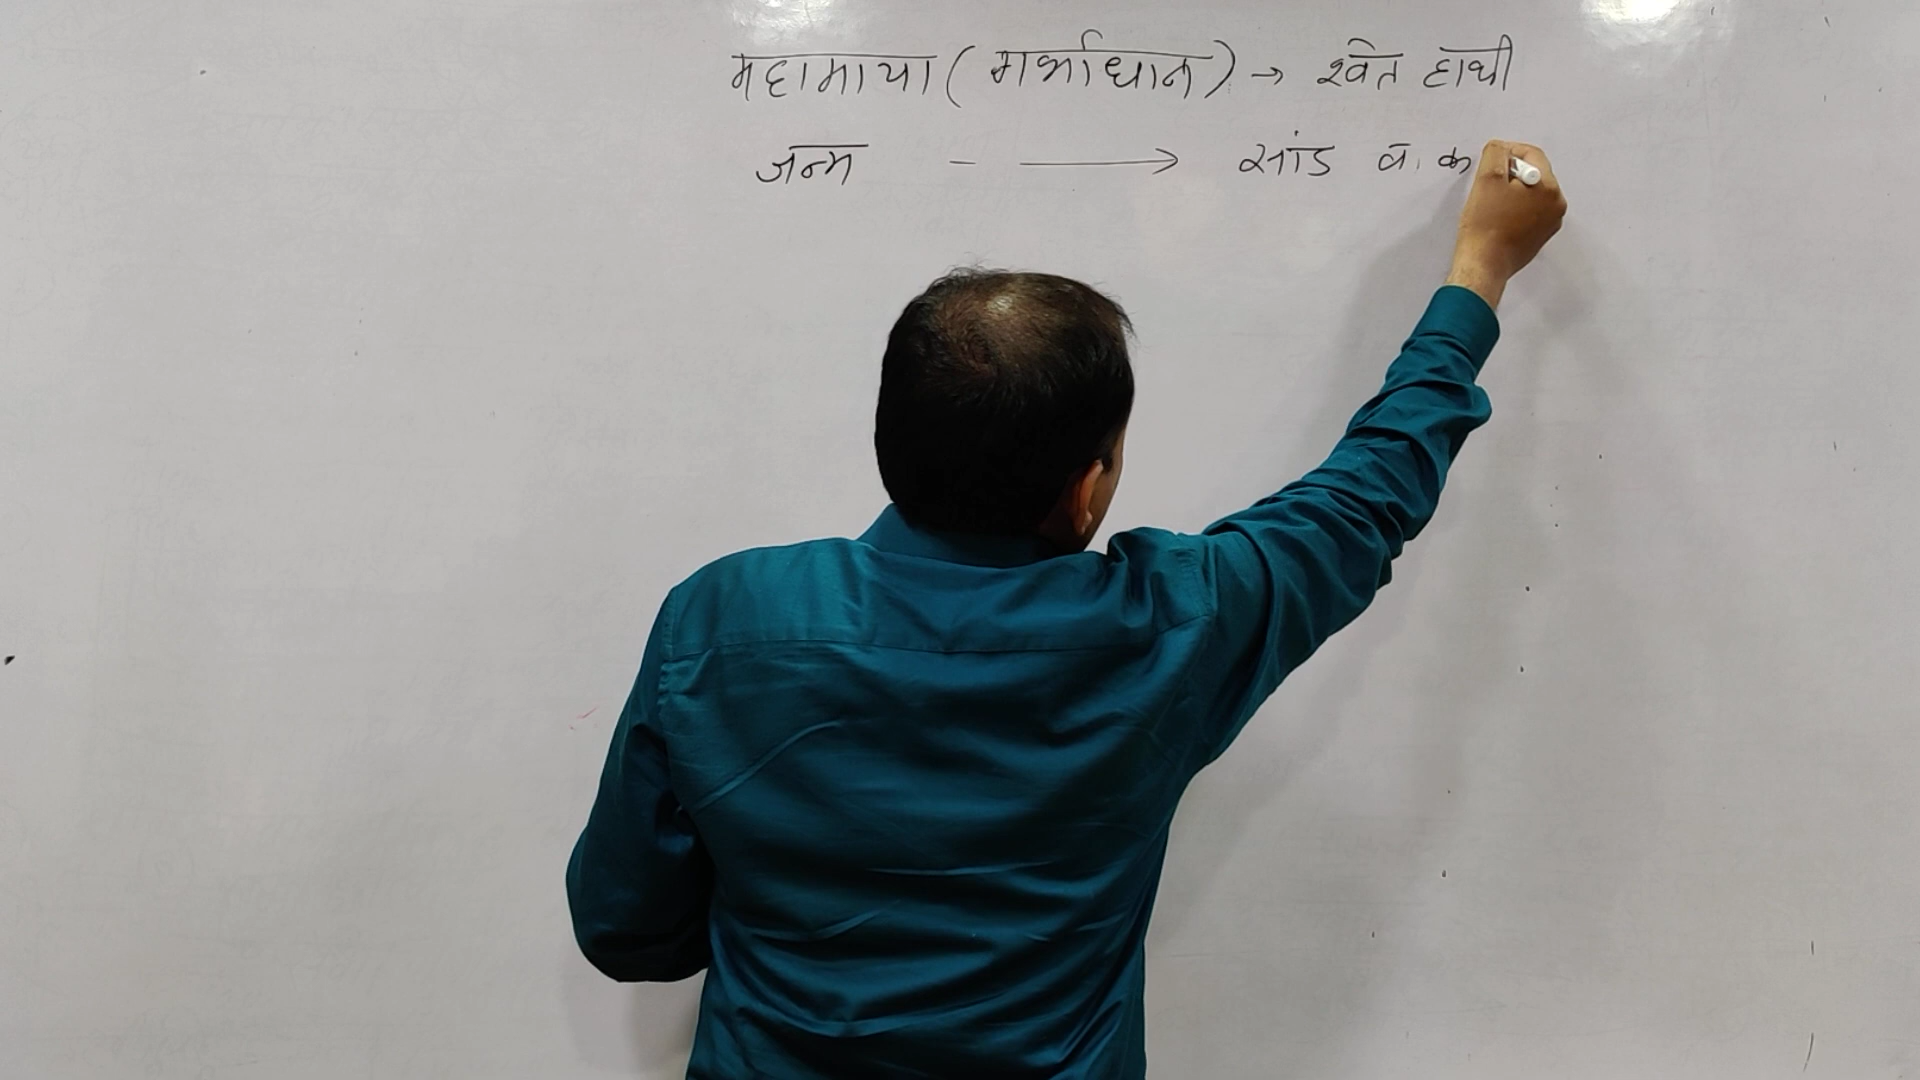 महामाया ( गर्भाधान ) → श्वेत हाथी
जन्म - → सांड व. क